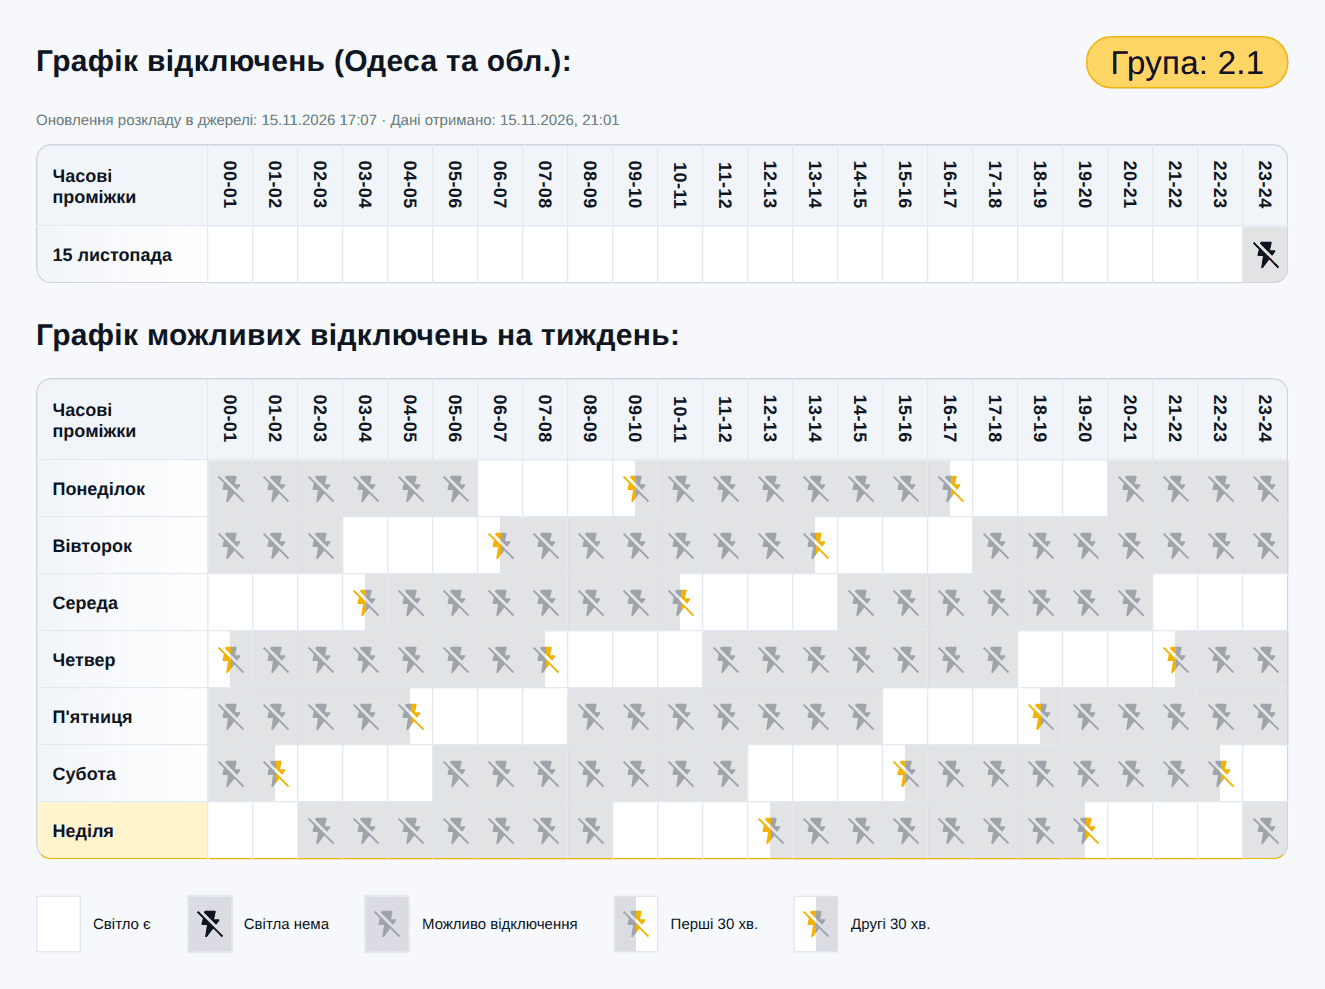 Графік відключень (Одеса та обл.):
Група: 2.1
Оновлення розкладу в джерелі: 15.11.2026 17:07 · Дані отримано: 15.11.2026, 21:01
Часові проміжки 00-01 01-02 02-03 03-04 04-05 05-06 06-07 07-08 08-09 09-10 10-11 11-12 12-13 13-14 14-15 15-16 16-17 17-18 18-19 19-20 20-21 21-22 22-23 23-24
15 листопада
Графік можливих відключень на тиждень:
Часові проміжки 00-01 01-02 02-03 03-04 04-05 05-06 06-07 07-08 08-09 09-10 10-11 11-12 12-13 13-14 14-15 15-16 16-17 17-18 18-19 19-20 20-21 21-22 22-23 23-24
Понеділок
Вівторок
Середа
Четвер
П'ятниця
Субота
Неділя
Світло є Світла нема Можливо відключення Перші 30 хв. Другі 30 хв.